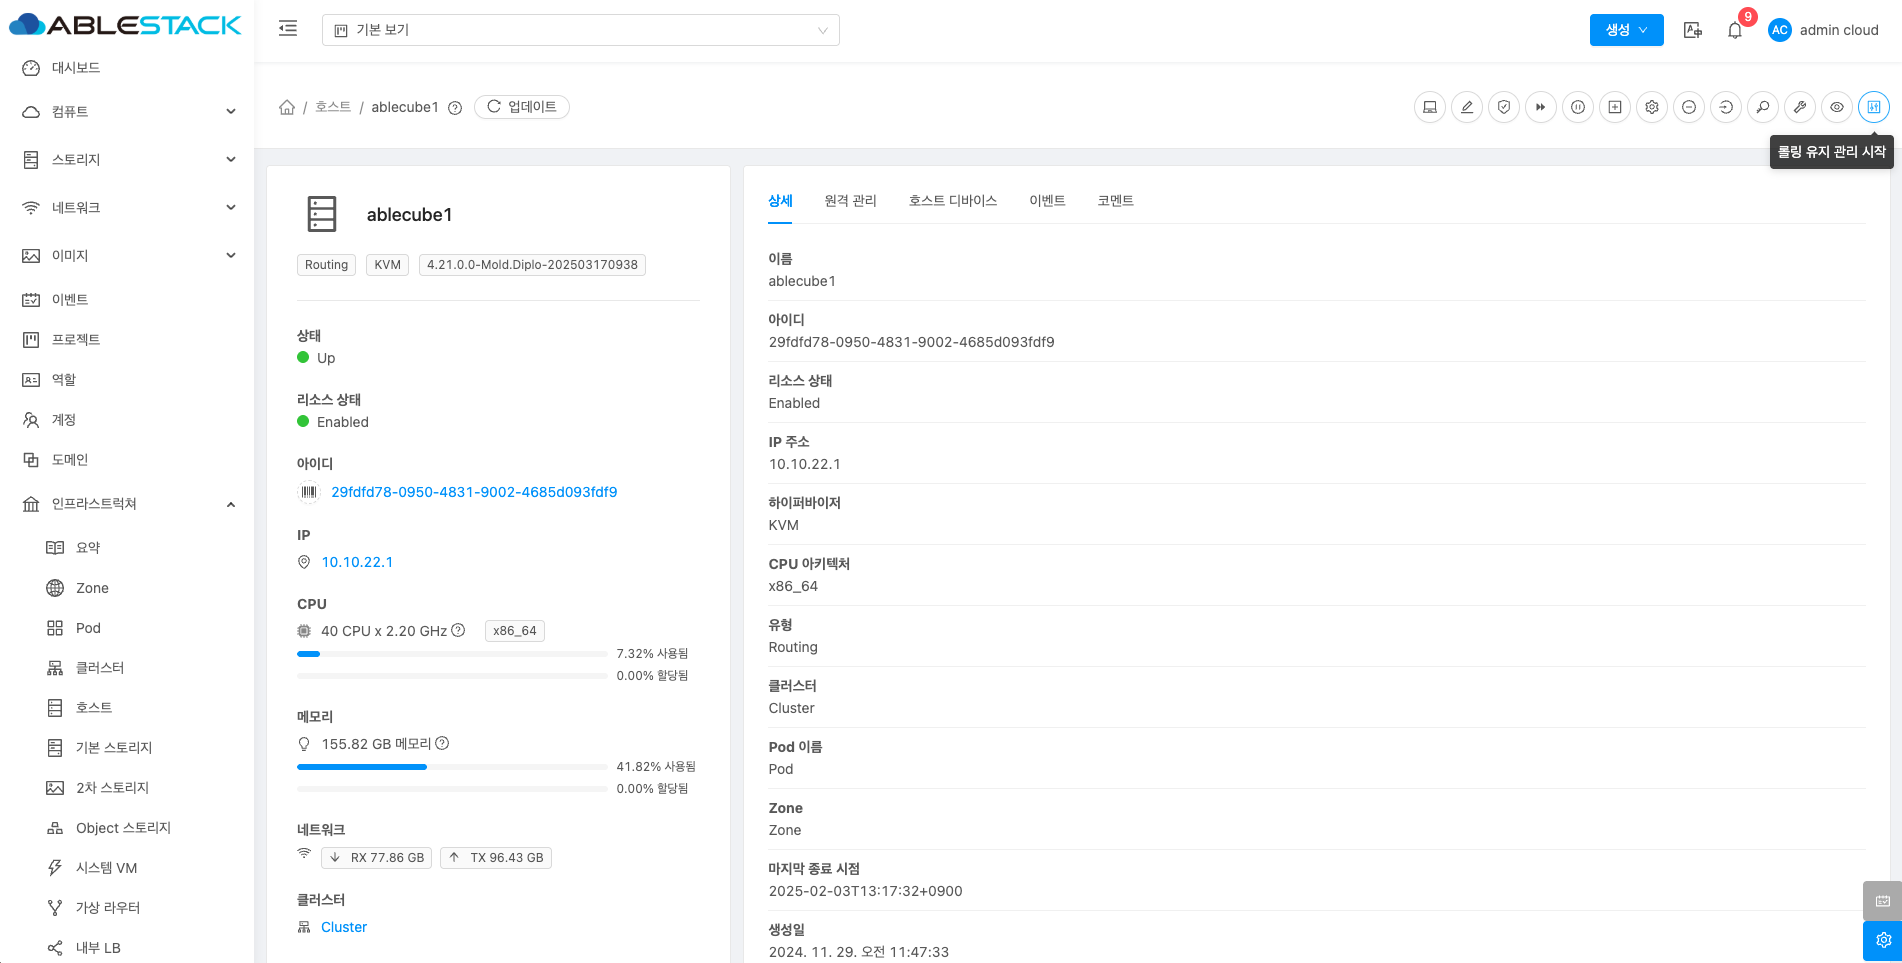 ABLESTACK
기본 보기
생성
9
AC
admin cloud
대시보드
컴퓨트
스토리지
네트워크
이미지
이벤트
프로젝트
역할
계정
도메인
인프라스트럭쳐
요약
Zone
Pod
클러스터
호스트
기본 스토리지
2차 스토리지
Object 스토리지
시스템 VM
가상 라우터
내부 LB
/ 호스트 / ablecube1
업데이트
롤링 유지 관리 시작
ablecube1
Routing
KVM
4.21.0.0-Mold.Diplo-202503170938
상태
Up
리소스 상태
Enabled
아이디
29fdfd78-0950-4831-9002-4685d093fdf9
IP
10.10.22.1
CPU
40 CPU x 2.20 GHz
x86_64
7.32% 사용됨
0.00% 할당됨
메모리
155.82 GB 메모리
41.82% 사용됨
0.00% 할당됨
네트워크
RX 77.86 GB
TX 96.43 GB
클러스터
Cluster
상세
원격 관리
호스트 디바이스
이벤트
코멘트
이름
ablecube1
아이디
29fdfd78-0950-4831-9002-4685d093fdf9
리소스 상태
Enabled
IP 주소
10.10.22.1
하이퍼바이저
KVM
CPU 아키텍처
x86_64
유형
Routing
클러스터
Cluster
Pod 이름
Pod
Zone
Zone
마지막 종료 시점
2025-02-03T13:17:32+0900
생성일
2024. 11. 29. 오전 11:47:33